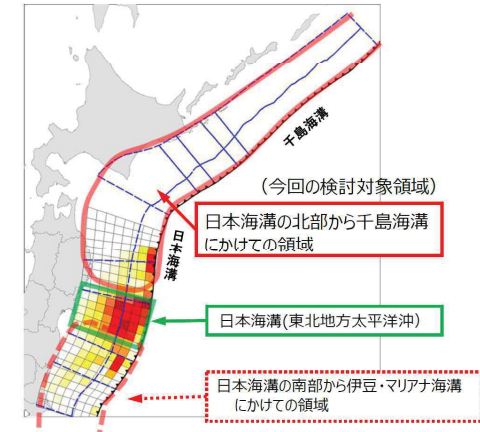 千島海溝
(今回の検討対象領域)
日本海溝の北部から千島海溝
にかけての領域
日本海溝
日本海溝(東北地方太平洋沖)
日本海溝の南部から伊豆・マリアナ海溝
にかけての領域